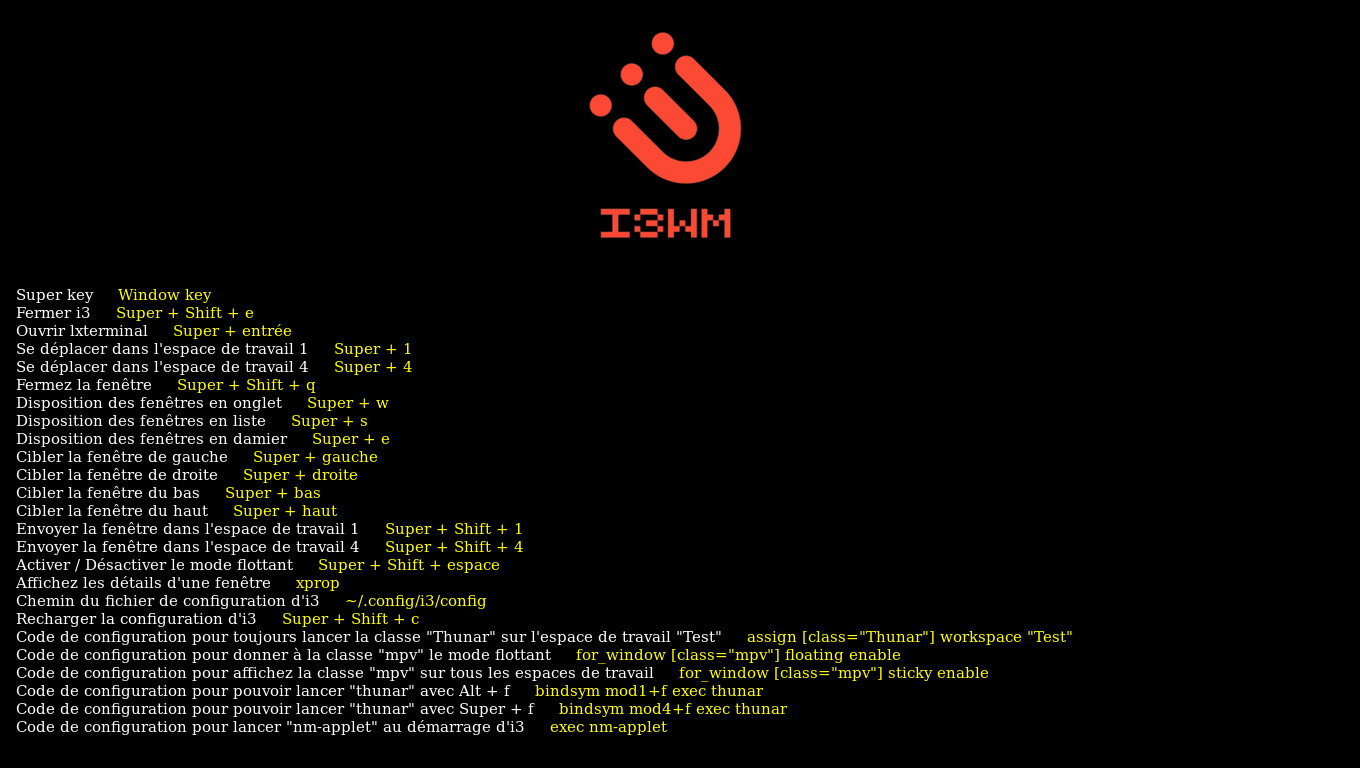 I3WM
Super key Window key
Fermer i3 Super + Shift + e
Ouvrir lxterminal Super + entrée
Se déplacer dans l'espace de travail 1 Super + 1
Se déplacer dans l'espace de travail 4 Super + 4
Fermez la fenêtre Super + Shift + q
Disposition des fenêtres en onglet Super + w
Disposition des fenêtres en liste Super + s
Disposition des fenêtres en damier Super + e
Cibler la fenêtre de gauche Super + gauche
Cibler la fenêtre de droite Super + droite
Cibler la fenêtre du bas Super + bas
Cibler la fenêtre du haut Super + haut
Envoyer la fenêtre dans l'espace de travail 1 Super + Shift + 1
Envoyer la fenêtre dans l'espace de travail 4 Super + Shift + 4
Activer / Désactiver le mode flottant Super + Shift + espace
Affichez les détails d'une fenêtre xprop
Chemin du fichier de configuration d'i3 ~/.config/i3/config
Recharger la configuration d'i3 Super + Shift + c
Code de configuration pour toujours lancer la classe "Thunar" sur l'espace de travail "Test" assign [class="Thunar"] workspace "Test"
Code de configuration pour donner à la classe "mpv" le mode flottant for_window [class="mpv"] floating enable
Code de configuration pour affichez la classe "mpv" sur tous les espaces de travail for_window [class="mpv"] sticky enable
Code de configuration pour pouvoir lancer "thunar" avec Alt + f bindsym mod1+f exec thunar
Code de configuration pour pouvoir lancer "thunar" avec Super + f bindsym mod4+f exec thunar
Code de configuration pour lancer "nm-applet" au démarrage d'i3 exec nm-applet